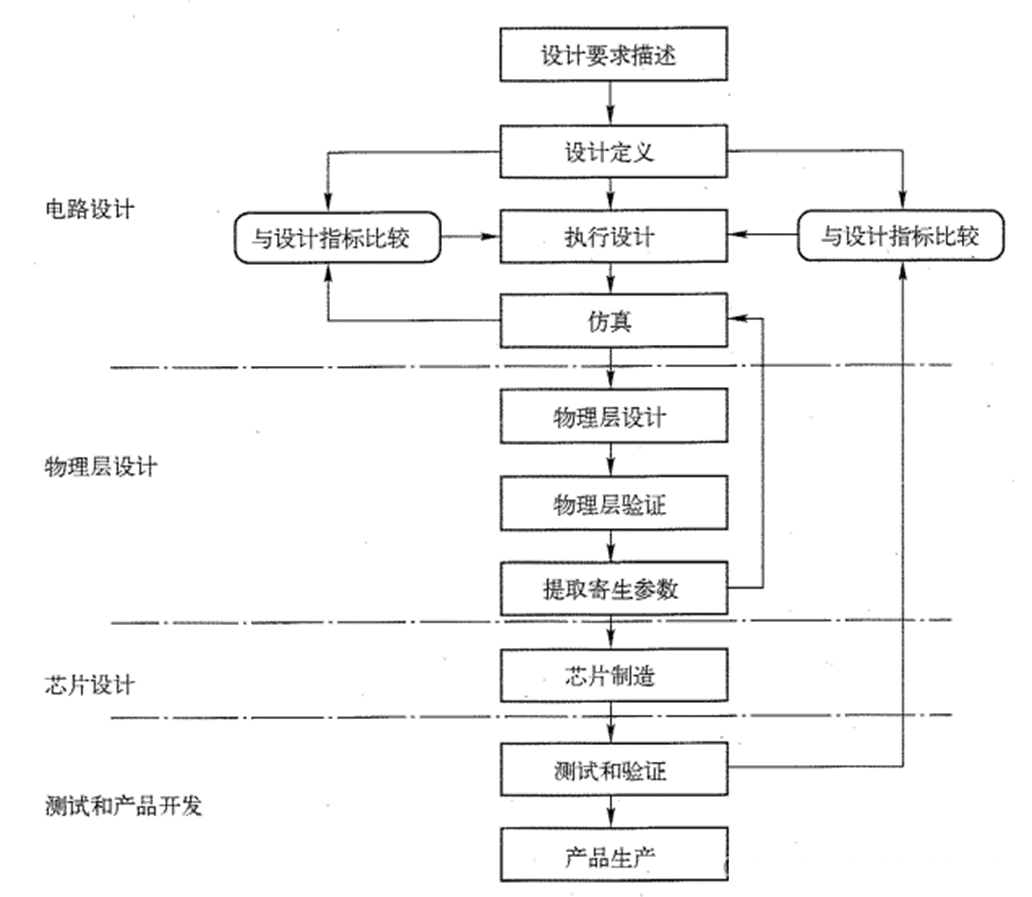 设计要求描述
设计定义
电路设计
与设计指标比较
执行设计
与设计指标比较
仿真
物理层设计
物理层设计
物理层验证
提取寄生参数
芯片设计
芯片制造
测试和验证
测试和产品开发
产品生产